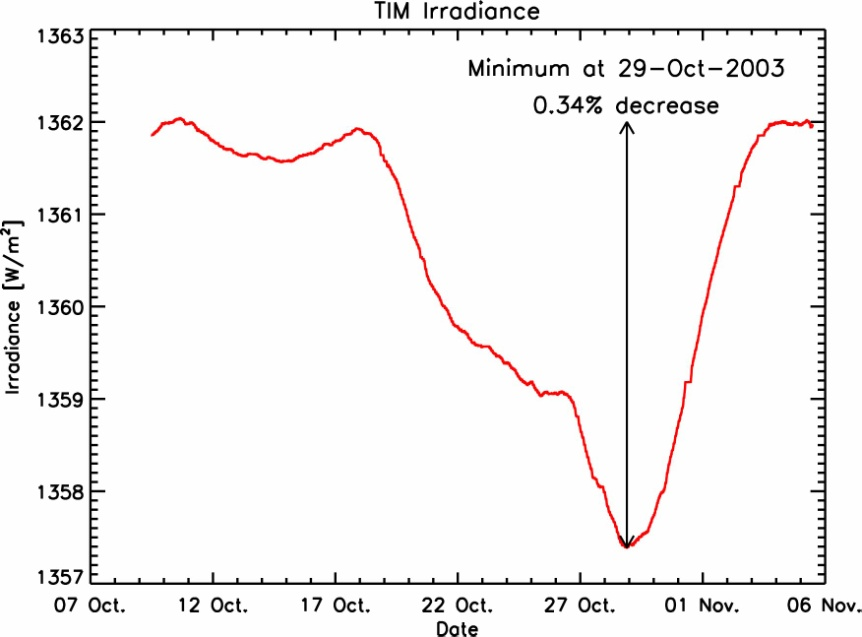 TIM Irradiance
Minimum at 29-Oct-2003
0.34% decrease
Irradiance [W/m²]
1363
1362
1361
1360
1359
1358
1357
07 Oct. 12 Oct. 17 Oct. 22 Oct. 27 Oct. 01 Nov. 06 Nov.
Date